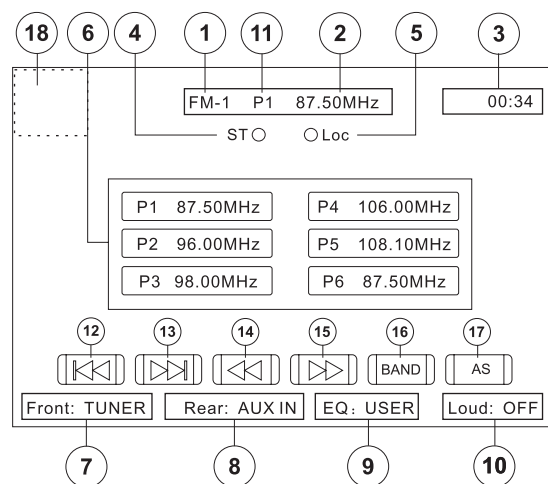 18 6 4 1 11 2 5 3
FM-1 P1 87.50MHz 00:34
ST Loc
P1 87.50MHz P4 106.00MHz
P2 96.00MHz P5 108.10MHz
P3 98.00MHz P6 87.50MHz
12 13 14 15 16 17
BAND AS
Front: TUNER Rear: AUX IN EQ: USER Loud: OFF
7 8 9 10